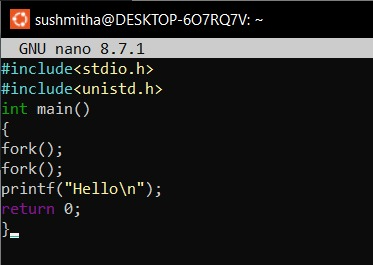 sushmitha@DESKTOP-6O7RQ7V: ~
GNU nano 8.7.1
#include<stdio.h>
#include<unistd.h>
int main()
{
fork();
fork();
printf("Hello\n");
return 0;
}